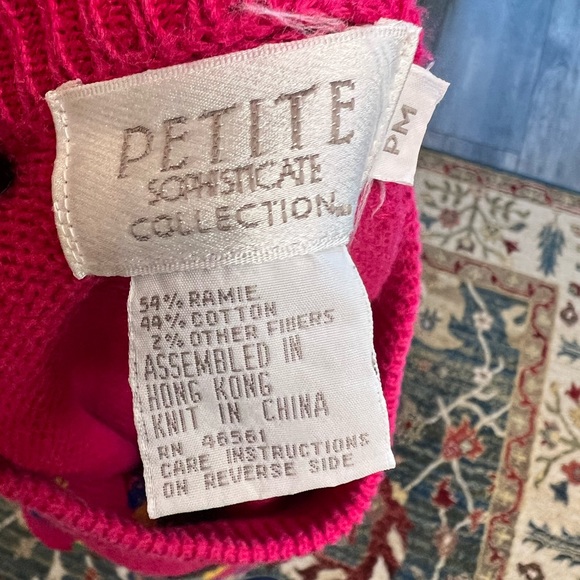 PETITE
SOPHISTICATE
COLLECTION
PM
54% RAMIE
44% COTTON
2% OTHER FIBERS
ASSEMBLED IN
HONG KONG
KNIT IN CHINA
RN 46361
CARE INSTRUCTIONS
ON REVERSE SIDE